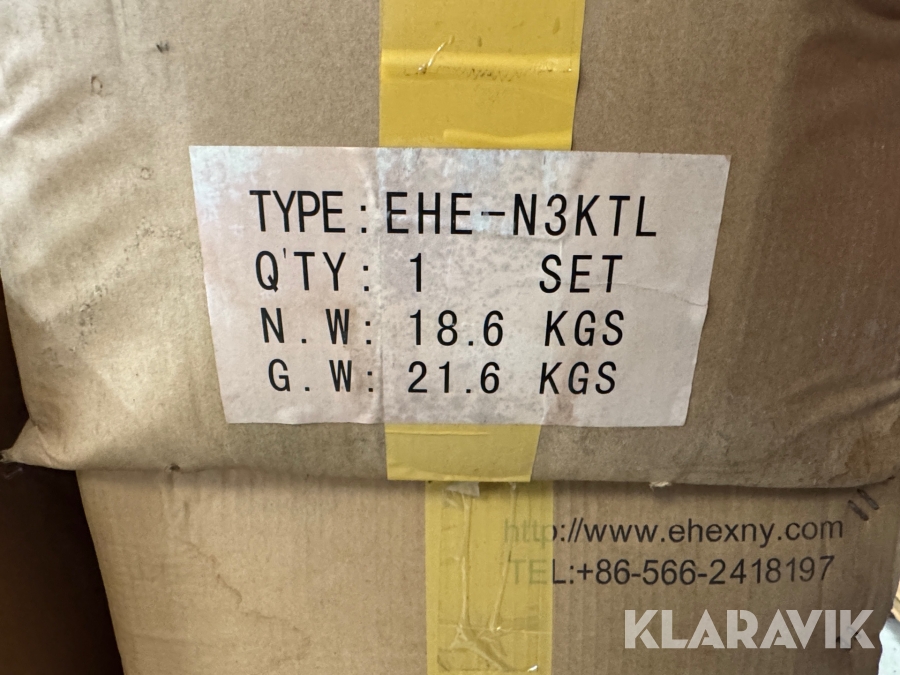 TYPE: EHE-N3KTL
Q'TY: 1 SET
N.W: 18.6 KGS
G.W: 21.6 KGS
http://www.ehexny.com
TEL:+86-566-2418197
KLARAVIK